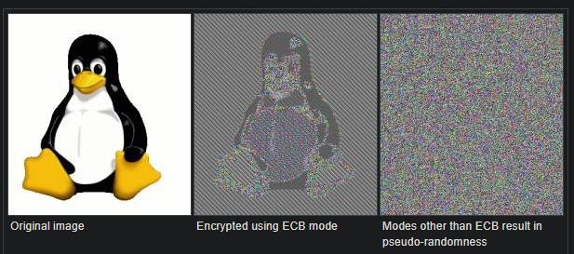 Original image
Encrypted using ECB mode
Modes other than ECB result in
pseudo-randomness